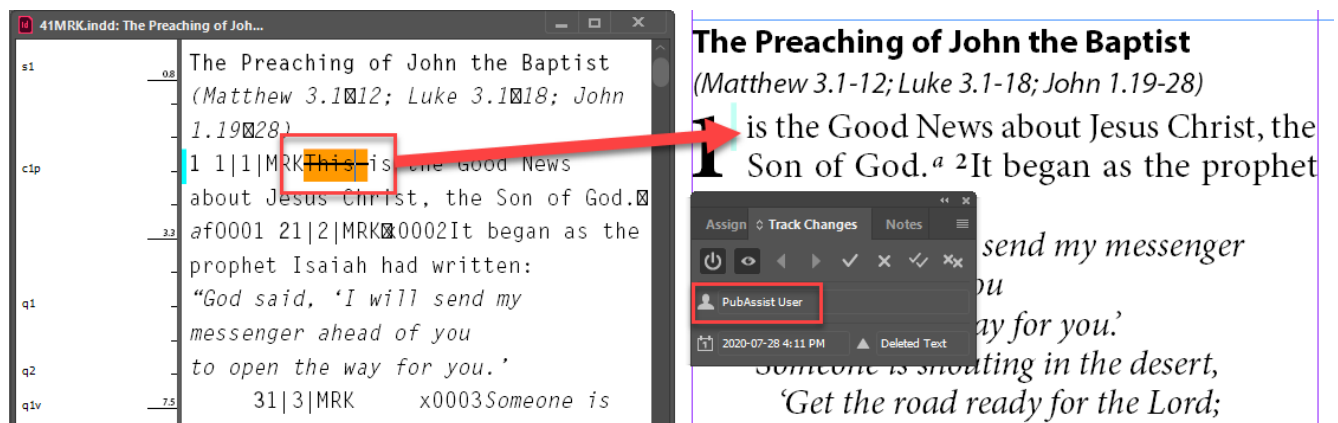 41MRK.indd: The Preaching of Joh...
s1
0.8
The Preaching of John the Baptist
(Matthew 3.1☒12; Luke 3.1☒18; John
1.19☒28)
c1p
1 1|1|MRKThis is the Good News
about Jesus Christ, the Son of God.☒
3.3
af0001 21|2|MRK☒x0002It began as the
prophet Isaiah had written:
q1
“God said, ‘I will send my
messenger ahead of you
q2
to open the way for you.’
q1v
7.5
31|3|MRK x0003Someone is
The Preaching of John the Baptist
(Matthew 3.1-12; Luke 3.1-18; John 1.19-28)
1 is the Good News about Jesus Christ, the
Son of God.a 2It began as the prophet
send my messenger
ay for you.’
Someone is shouting in the desert,
‘Get the road ready for the Lord;
Assign Track Changes Notes
PubAssist User
2020-07-28 4:11 PM Deleted Text